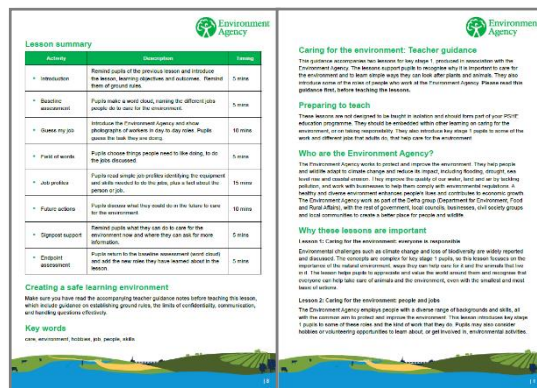 Environment
Agency
Lesson summary
Activity Description Timing
Introduction
Remind pupils of the previous lesson and introduce
the lesson, learning objectives and outcomes. Remind
them of ground rules.
5 mins
Baseline
assessment
Pupils make a word cloud, naming the different jobs
people do to care for the environment.
5 mins
Guess my job
Introduce the Environment Agency and show
photographs of workers in day to day roles. Pupils
guess the task they are doing.
10 mins
Field of words
Pupils choose things people need to like doing, to do
the jobs discussed.
5 mins
Job profiles
Pupils read simple job profiles identifying the equipment
and skills needed to do the jobs, plus a fact about the
person or job.
15 mins
Future actions
Pupils discuss what they could do in the future to care
for the environment.
10 mins
Signpost support
Remind pupils what they can do to care for the
environment now and where they can ask for more
information.
5 mins
Endpoint
assessment
Pupils return to the baseline assessment (word cloud)
and add the new roles they have learned about in the
lesson.
5 mins
Creating a safe learning environment
Make sure you have read the accompanying teacher guidance notes before teaching this lesson,
which include guidance on establishing ground rules, the limits of confidentiality, communication,
and handling questions effectively.
Key words
care, environment, hobbies, job, people, skills
Environment
Agency
Caring for the environment: Teacher guidance
This guidance accompanies two lessons for key stage 1, produced in association with the
Environment Agency. The lessons support pupils to recognise why it is important to care for
the environment and to learn simple ways they can look after plants and animals. They also
introduce some of the roles of people who work at the Environment Agency. Please read this
guidance first, before teaching the lessons.
Preparing to teach
These lessons are not designed to be taught in isolation and should form part of your PSHE
education programme. They should be embedded within other learning on caring for the
environment, or on taking responsibility. They also introduce key stage 1 pupils to some of the
work and different jobs that adults do, that help care for the environment.
Who are the Environment Agency?
The Environment Agency works to protect and improve the environment. They help people
and wildlife adapt to climate change and reduce its impact, including flooding, drought, sea
level rise and coastal erosion. They improve the quality of our water, land and air by tackling
pollution, and work with businesses to help them comply with environmental regulations. A
healthy and diverse environment enhances people's lives and contributes to economic growth.
The Environment Agency work as part of the Defra group (Department for Environment, Food
and Rural Affairs), with the rest of government, local councils, businesses, civil society groups
and local communities to create a better place for people and wildlife.
Why these lessons are important
Lesson 1: Caring for the environment: everyone is responsible
Environmental challenges such as climate change and loss of biodiversity are widely reported
and discussed. The concepts are complex for key stage 1 pupils, so this lesson focuses on the
importance of the natural environment, ways they can help care for it and the animals that live
in it. The lesson helps pupils to appreciate and value the world around them and recognise that
everyone can help take care of animals and the environment, even with the smallest and most
basic of actions.
Lesson 2: Caring for the environment: people and jobs
The Environment Agency employs people with a diverse range of backgrounds and skills, all
with the common aim to protect and improve the environment. This lesson introduces key stage
1 pupils to some of these roles and the kind of work that they do. Pupils may also consider
hobbies or volunteering opportunities to learn about, or get involved in, environmental activities.